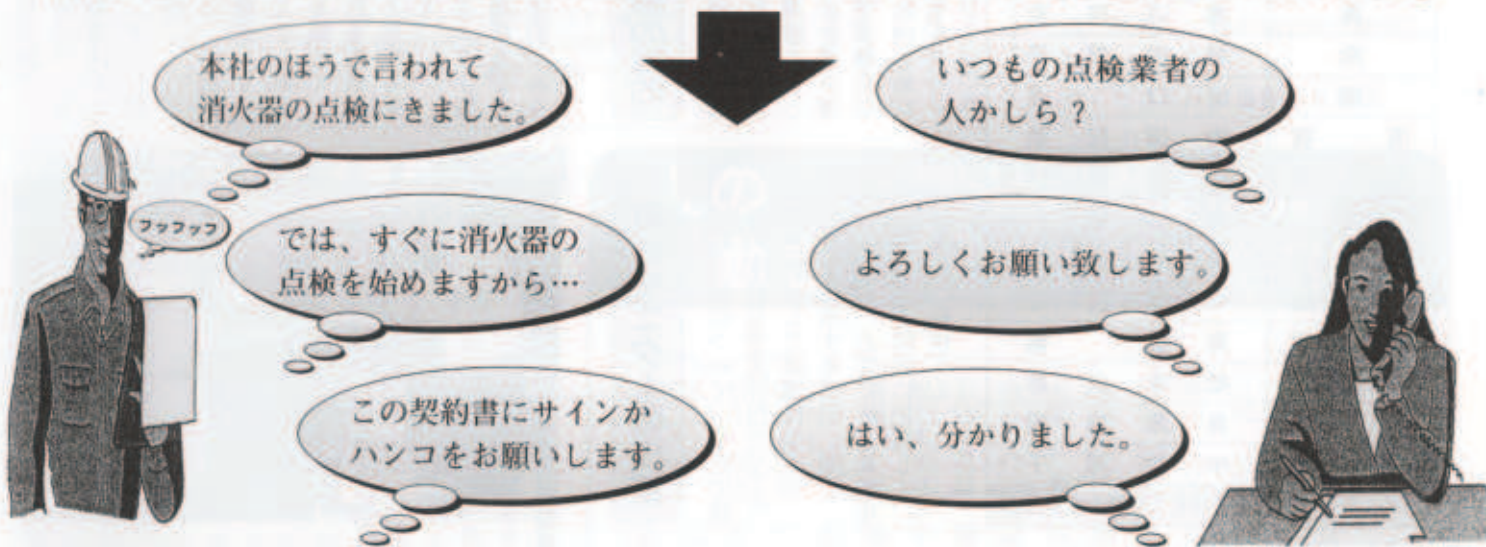 本社のほうで言われて
消火器の点検にきました。
いつもの点検業者の
人かしら？
フッフッフ
では、すぐに消火器の
点検を始めますから…
よろしくお願い致します。
この契約書にサインか
ハンコをお願いします。
はい、分かりました。